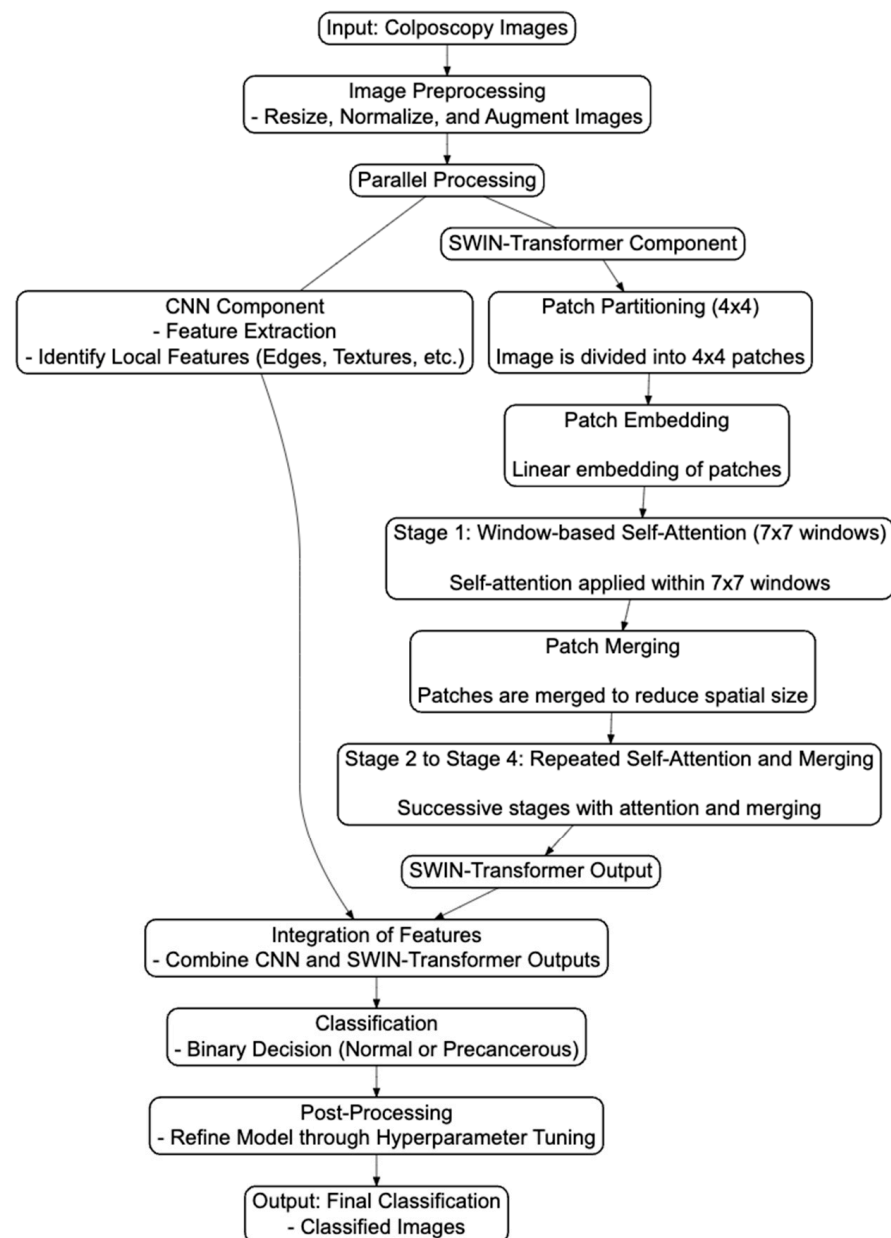 Input: Colposcopy Images
Image Preprocessing
- Resize, Normalize, and Augment Images
Parallel Processing
SWIN-Transformer Component
CNN Component
- Feature Extraction
- Identify Local Features (Edges, Textures, etc.)
Patch Partitioning (4x4)
Image is divided into 4x4 patches
Patch Embedding
Linear embedding of patches
Stage 1: Window-based Self-Attention (7x7 windows)
Self-attention applied within 7x7 windows
Patch Merging
Patches are merged to reduce spatial size
Stage 2 to Stage 4: Repeated Self-Attention and Merging
Successive stages with attention and merging
SWIN-Transformer Output
Integration of Features
- Combine CNN and SWIN-Transformer Outputs
Classification
- Binary Decision (Normal or Precancerous)
Post-Processing
- Refine Model through Hyperparameter Tuning
Output: Final Classification
- Classified Images